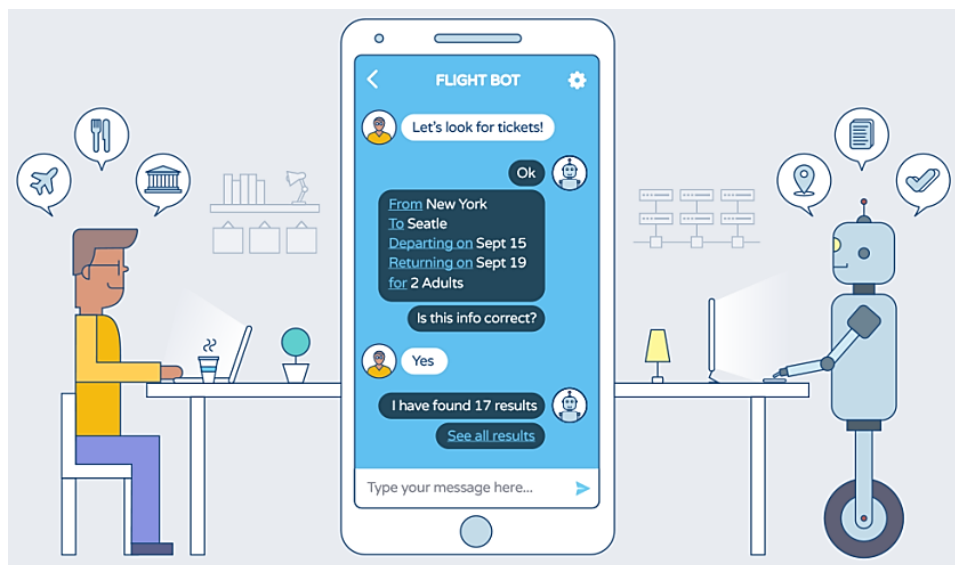 FLIGHT BOT
Let's look for tickets!
Ok
From New York
To Seatle
Departing on Sept 15
Returning on Sept 19
for 2 Adults
Is this info correct?
Yes
I have found 17 results
See all results
Type your message here...